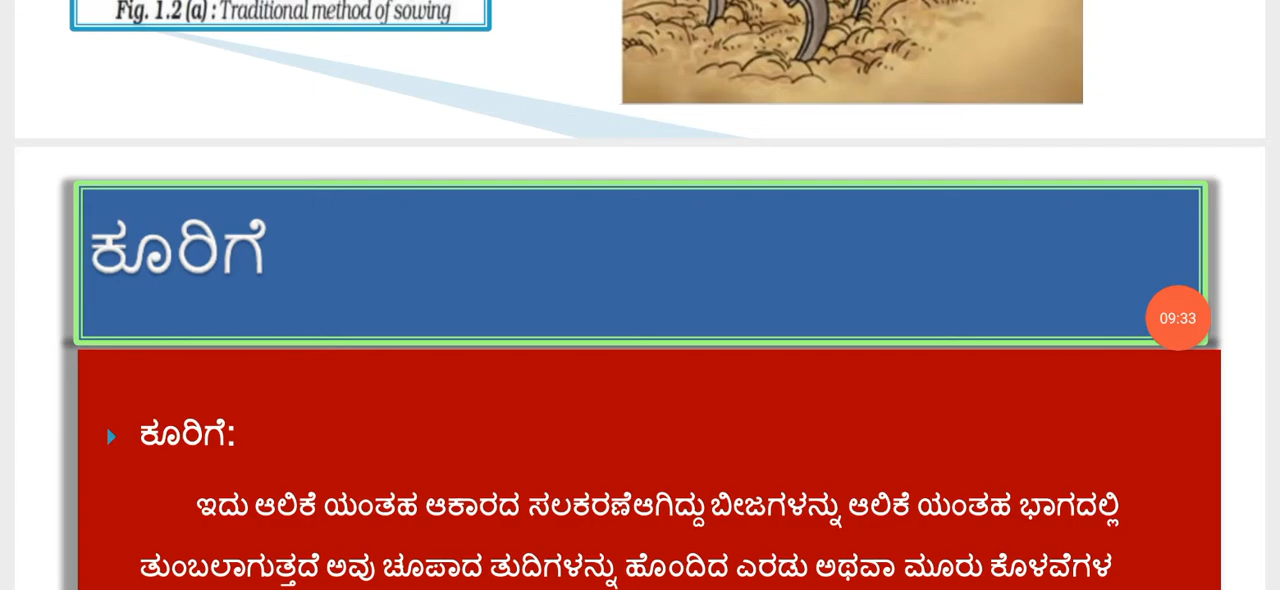 Fig. 1.2 (a) : Traditional method of sowing
ಕೂರಿಗೆ
09:33
ಕೂರಿಗೆ:
ಇದು ಆಲಿಕೆ ಯಂತಹ ಆಕಾರದ ಸಲಕರಣೆಆಗಿದ್ದು ಬೀಜಗಳನ್ನು ಆಲಿಕೆ ಯಂತಹ ಭಾಗದಲ್ಲಿ
ತುಂಬಲಾಗುತ್ತದೆ ಅವು ಚೂಪಾದ ತುದಿಗಳನ್ನು ಹೊಂದಿದ ಎರಡು ಅಥವಾ ಮೂರು ಕೊಳವೆಗಳ